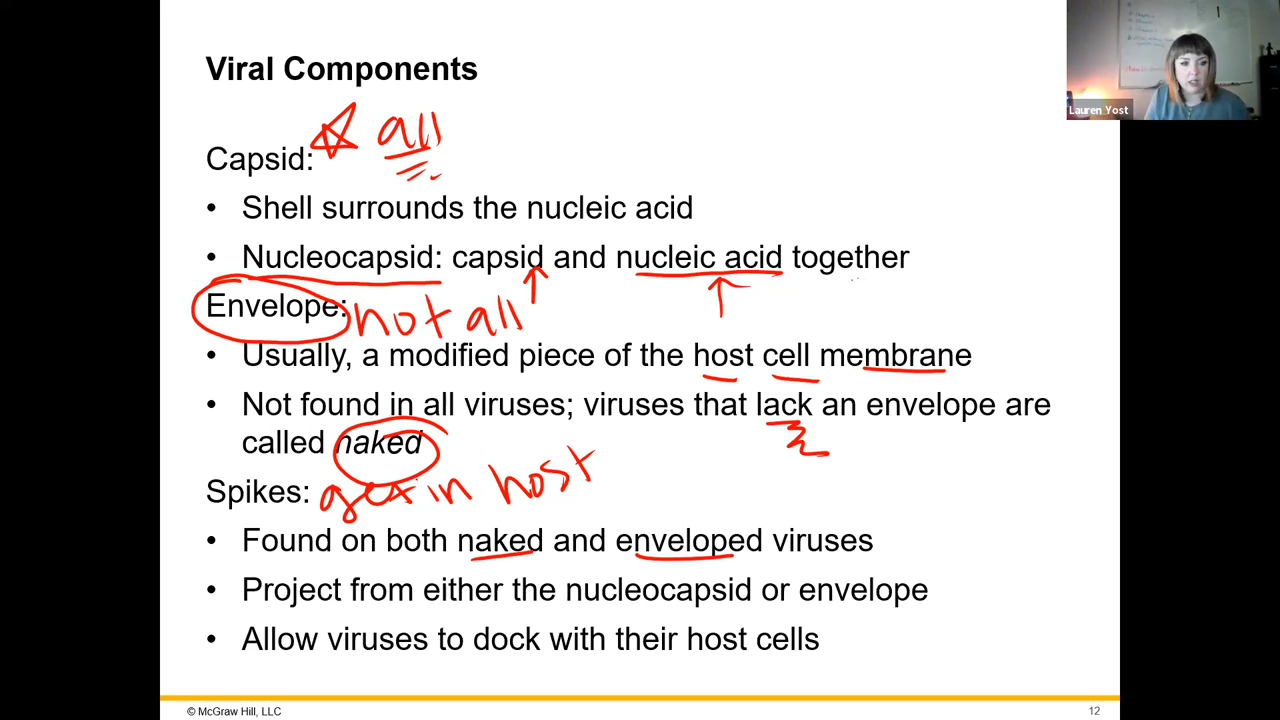 Viral Components
Lauren Yost
Capsid: all
• Shell surrounds the nucleic acid
• Nucleocapsid: capsid and nucleic acid together
Envelope: not all
• Usually, a modified piece of the host cell membrane
• Not found in all viruses; viruses that lack an envelope are
called naked
Spikes: get in host
• Found on both naked and enveloped viruses
• Project from either the nucleocapsid or envelope
• Allow viruses to dock with their host cells
© McGraw Hill, LLC
12